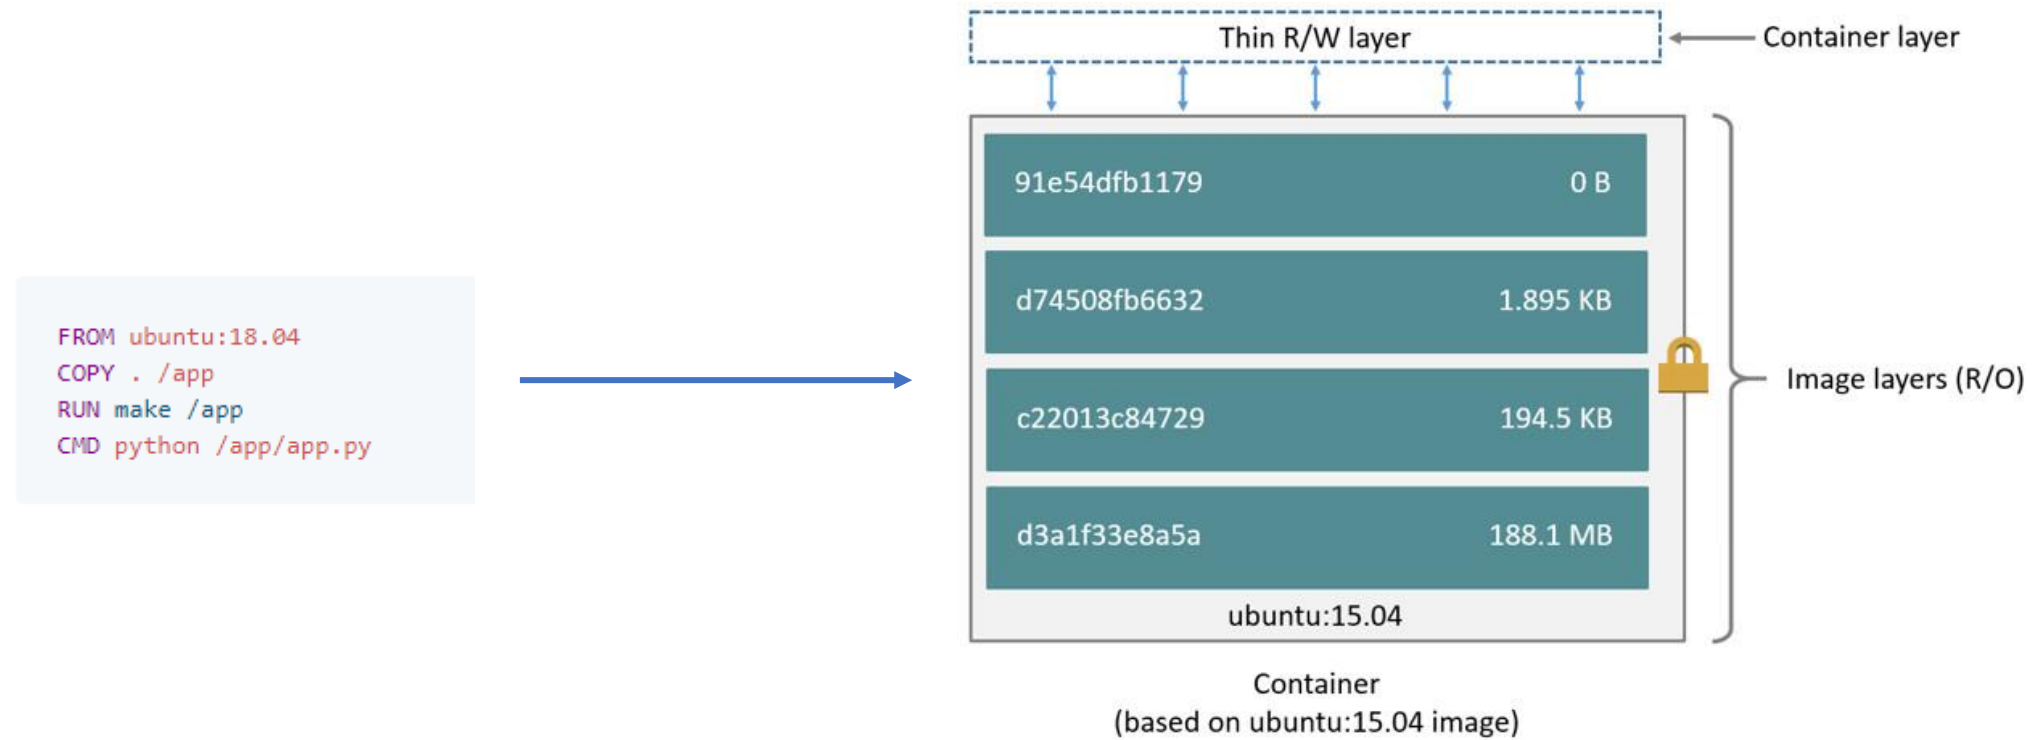 FROM ubuntu:18.04
COPY . /app
RUN make /app
CMD python /app/app.py
Thin R/W layer
Container layer
91e54dfb1179 0 B
d74508fb6632 1.895 KB
c22013c84729 194.5 KB
d3a1f33e8a5a 188.1 MB
ubuntu:15.04
Image layers (R/O)
Container
(based on ubuntu:15.04 image)